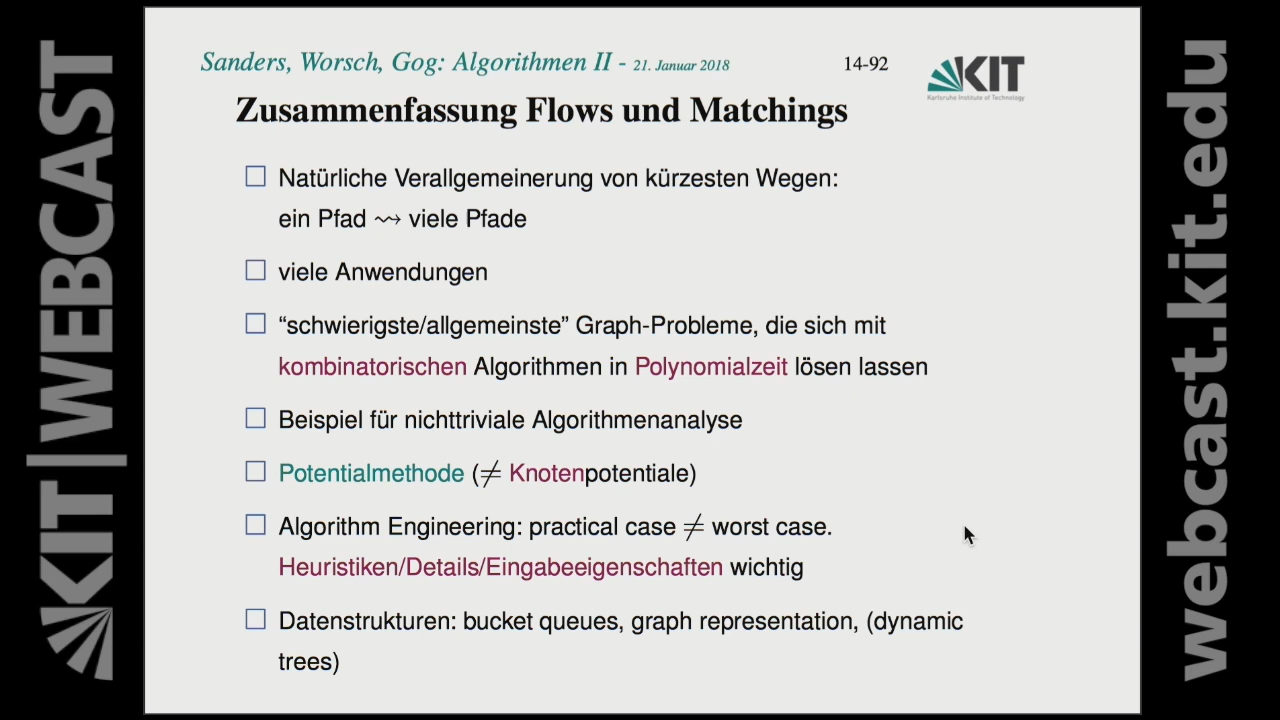 KIT|WEBCAST
Sanders, Worsch, Gog: Algorithmen II - 21. Januar 2018
14-92
KIT
Karlsruhe Institute of Technology
Zusammenfassung Flows und Matchings
Natürliche Verallgemeinerung von kürzesten Wegen:
ein Pfad ⇝ viele Pfade
viele Anwendungen
“schwierigste/allgemeinste” Graph-Probleme, die sich mit
kombinatorischen Algorithmen in Polynomialzeit lösen lassen
Beispiel für nichttriviale Algorithmenanalyse
Potentialmethode (≠ Knotenpotentiale)
Algorithm Engineering: practical case ≠ worst case.
Heuristiken/Details/Eingabeeigenschaften wichtig
Datenstrukturen: bucket queues, graph representation, (dynamic
trees)
webcast.kit.edu